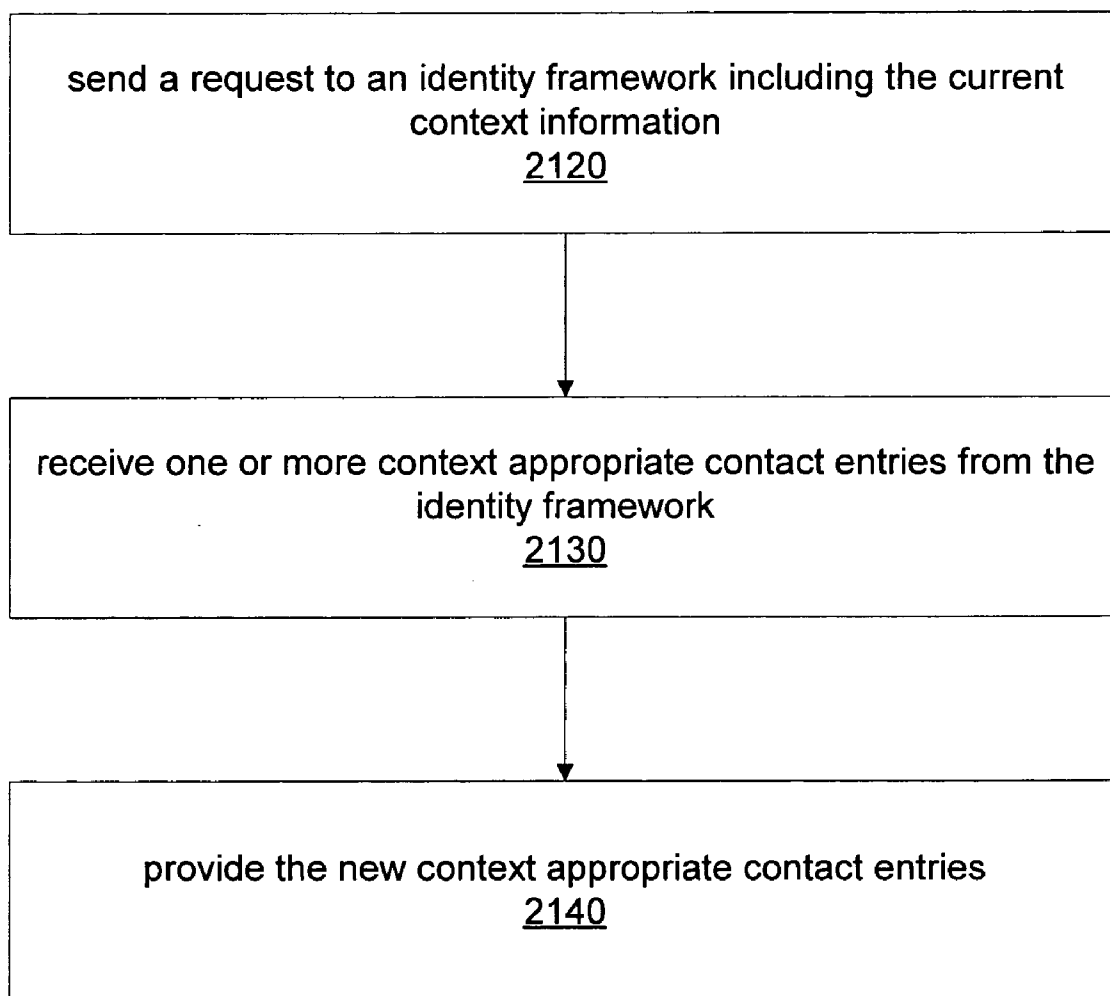 send a request to an identity framework including the current
context information
2120
receive one or more context appropriate contact entries from the
identity framework
2130
provide the new context appropriate contact entries
2140